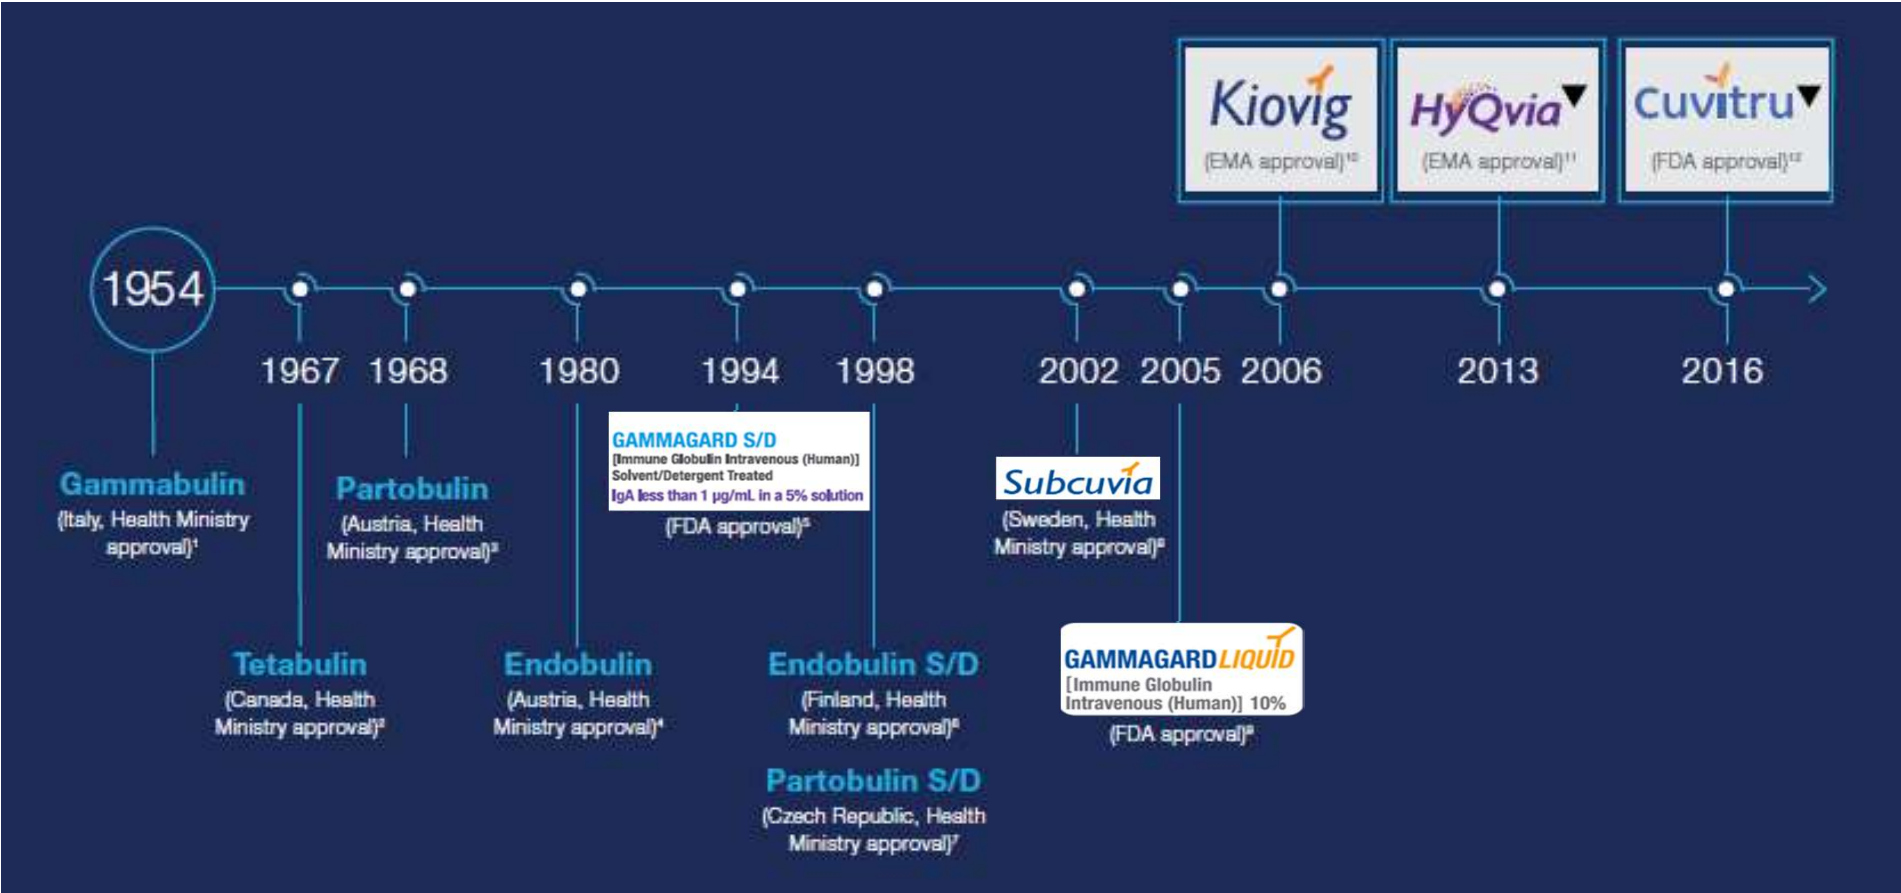 Kiovig
(EMA approval)¹⁰
HyQvia▼
(EMA approval)¹¹
Cuvitru▼
(FDA approval)¹²
1954
1967
1968
1980
1994
1998
2002
2005
2006
2013
2016
Gammabulin
(Italy, Health Ministry
approval)¹
Tetabulin
(Canada, Health
Ministry approval)²
Partobulin
(Austria, Health
Ministry approval)³
Endobulin
(Austria, Health
Ministry approval)⁴
GAMMAGARD S/D
[Immune Globulin Intravenous (Human)]
Solvent/Detergent Treated
IgA less than 1 µg/mL in a 5% solution
(FDA approval)⁵
Endobulin S/D
(Finland, Health
Ministry approval)⁶
Partobulin S/D
(Czech Republic, Health
Ministry approval)⁷
Subcuvia
(Sweden, Health
Ministry approval)⁸
GAMMAGARD LIQUID
[Immune Globulin
Intravenous (Human)] 10%
(FDA approval)⁹